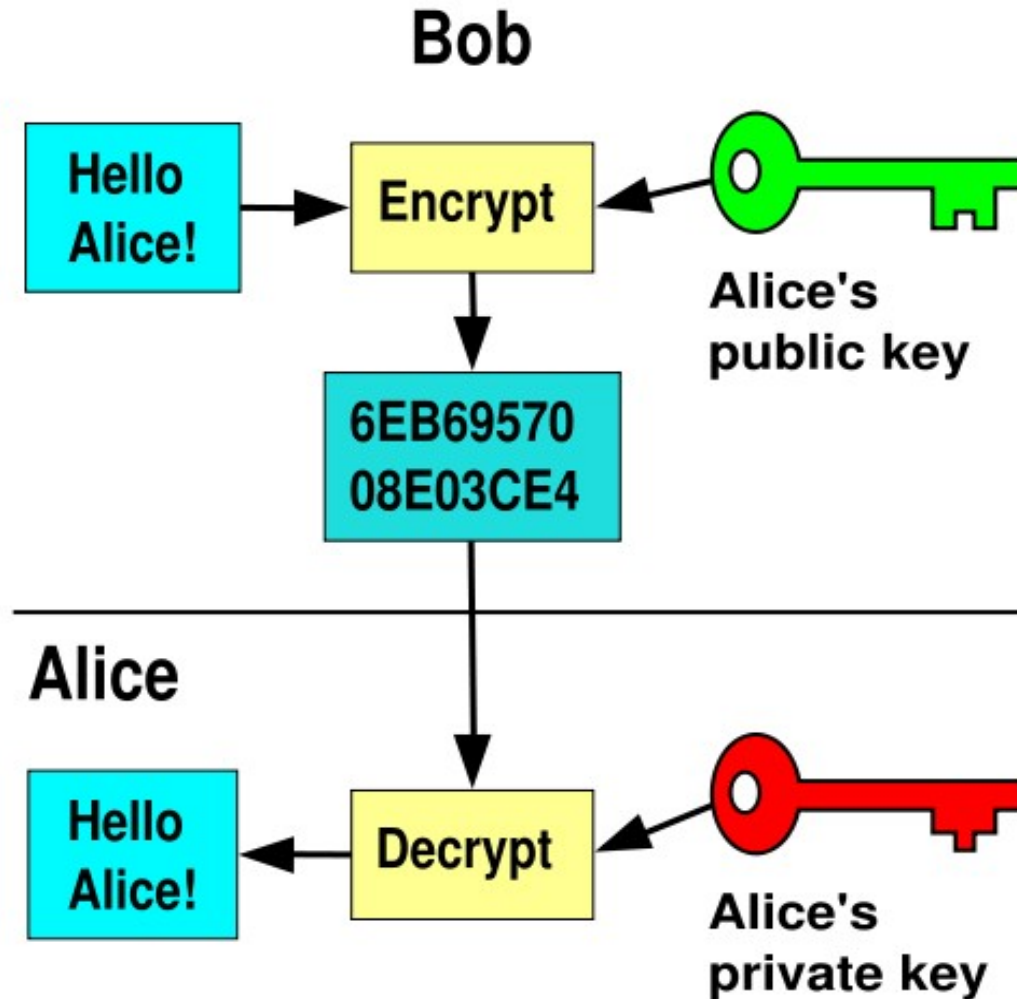 Bob
Hello
Alice!
Encrypt
Alice's
public key
6EB69570
08E03CE4
Alice
Hello
Alice!
Decrypt
Alice's
private key